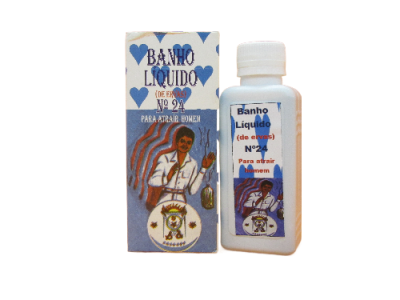 BANHO
LÍQUIDO
(DE ERVAS)
Nº 24
PARA ATRAIR HOMEM
Banho
Líquido
(de ervas)
Nº24
Para atrair
homem